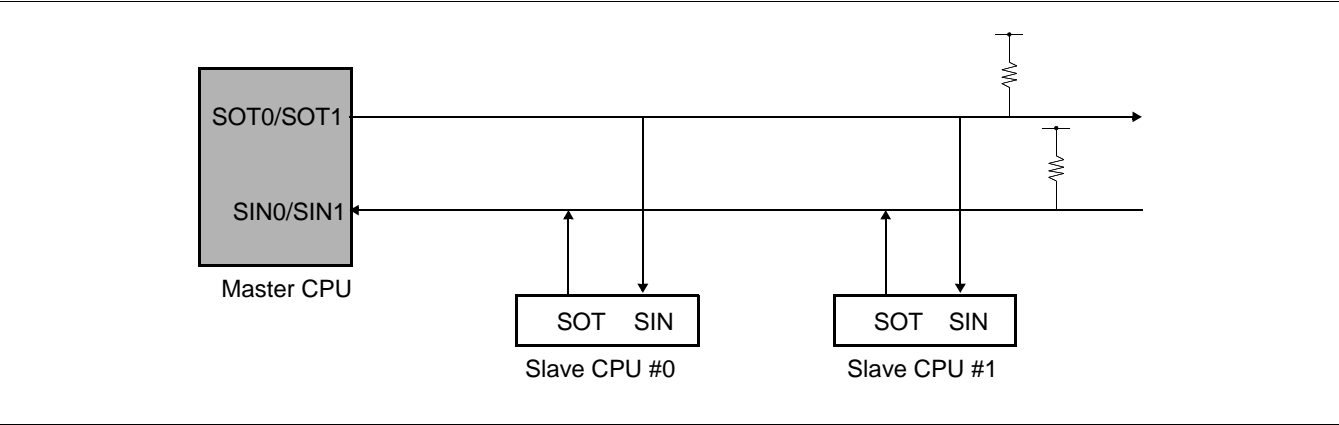 SOT0/SOT1
SIN0/SIN1
Master CPU
SOT SIN
SOT SIN
Slave CPU #0
Slave CPU #1